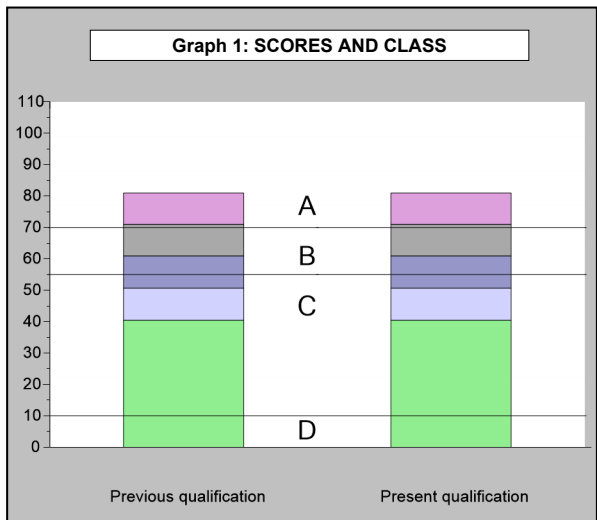 Graph 1: SCORES AND CLASS
110
100
90
80
70
60
50
40
30
20
10
0
A
B
C
D
Previous qualification
Present qualification